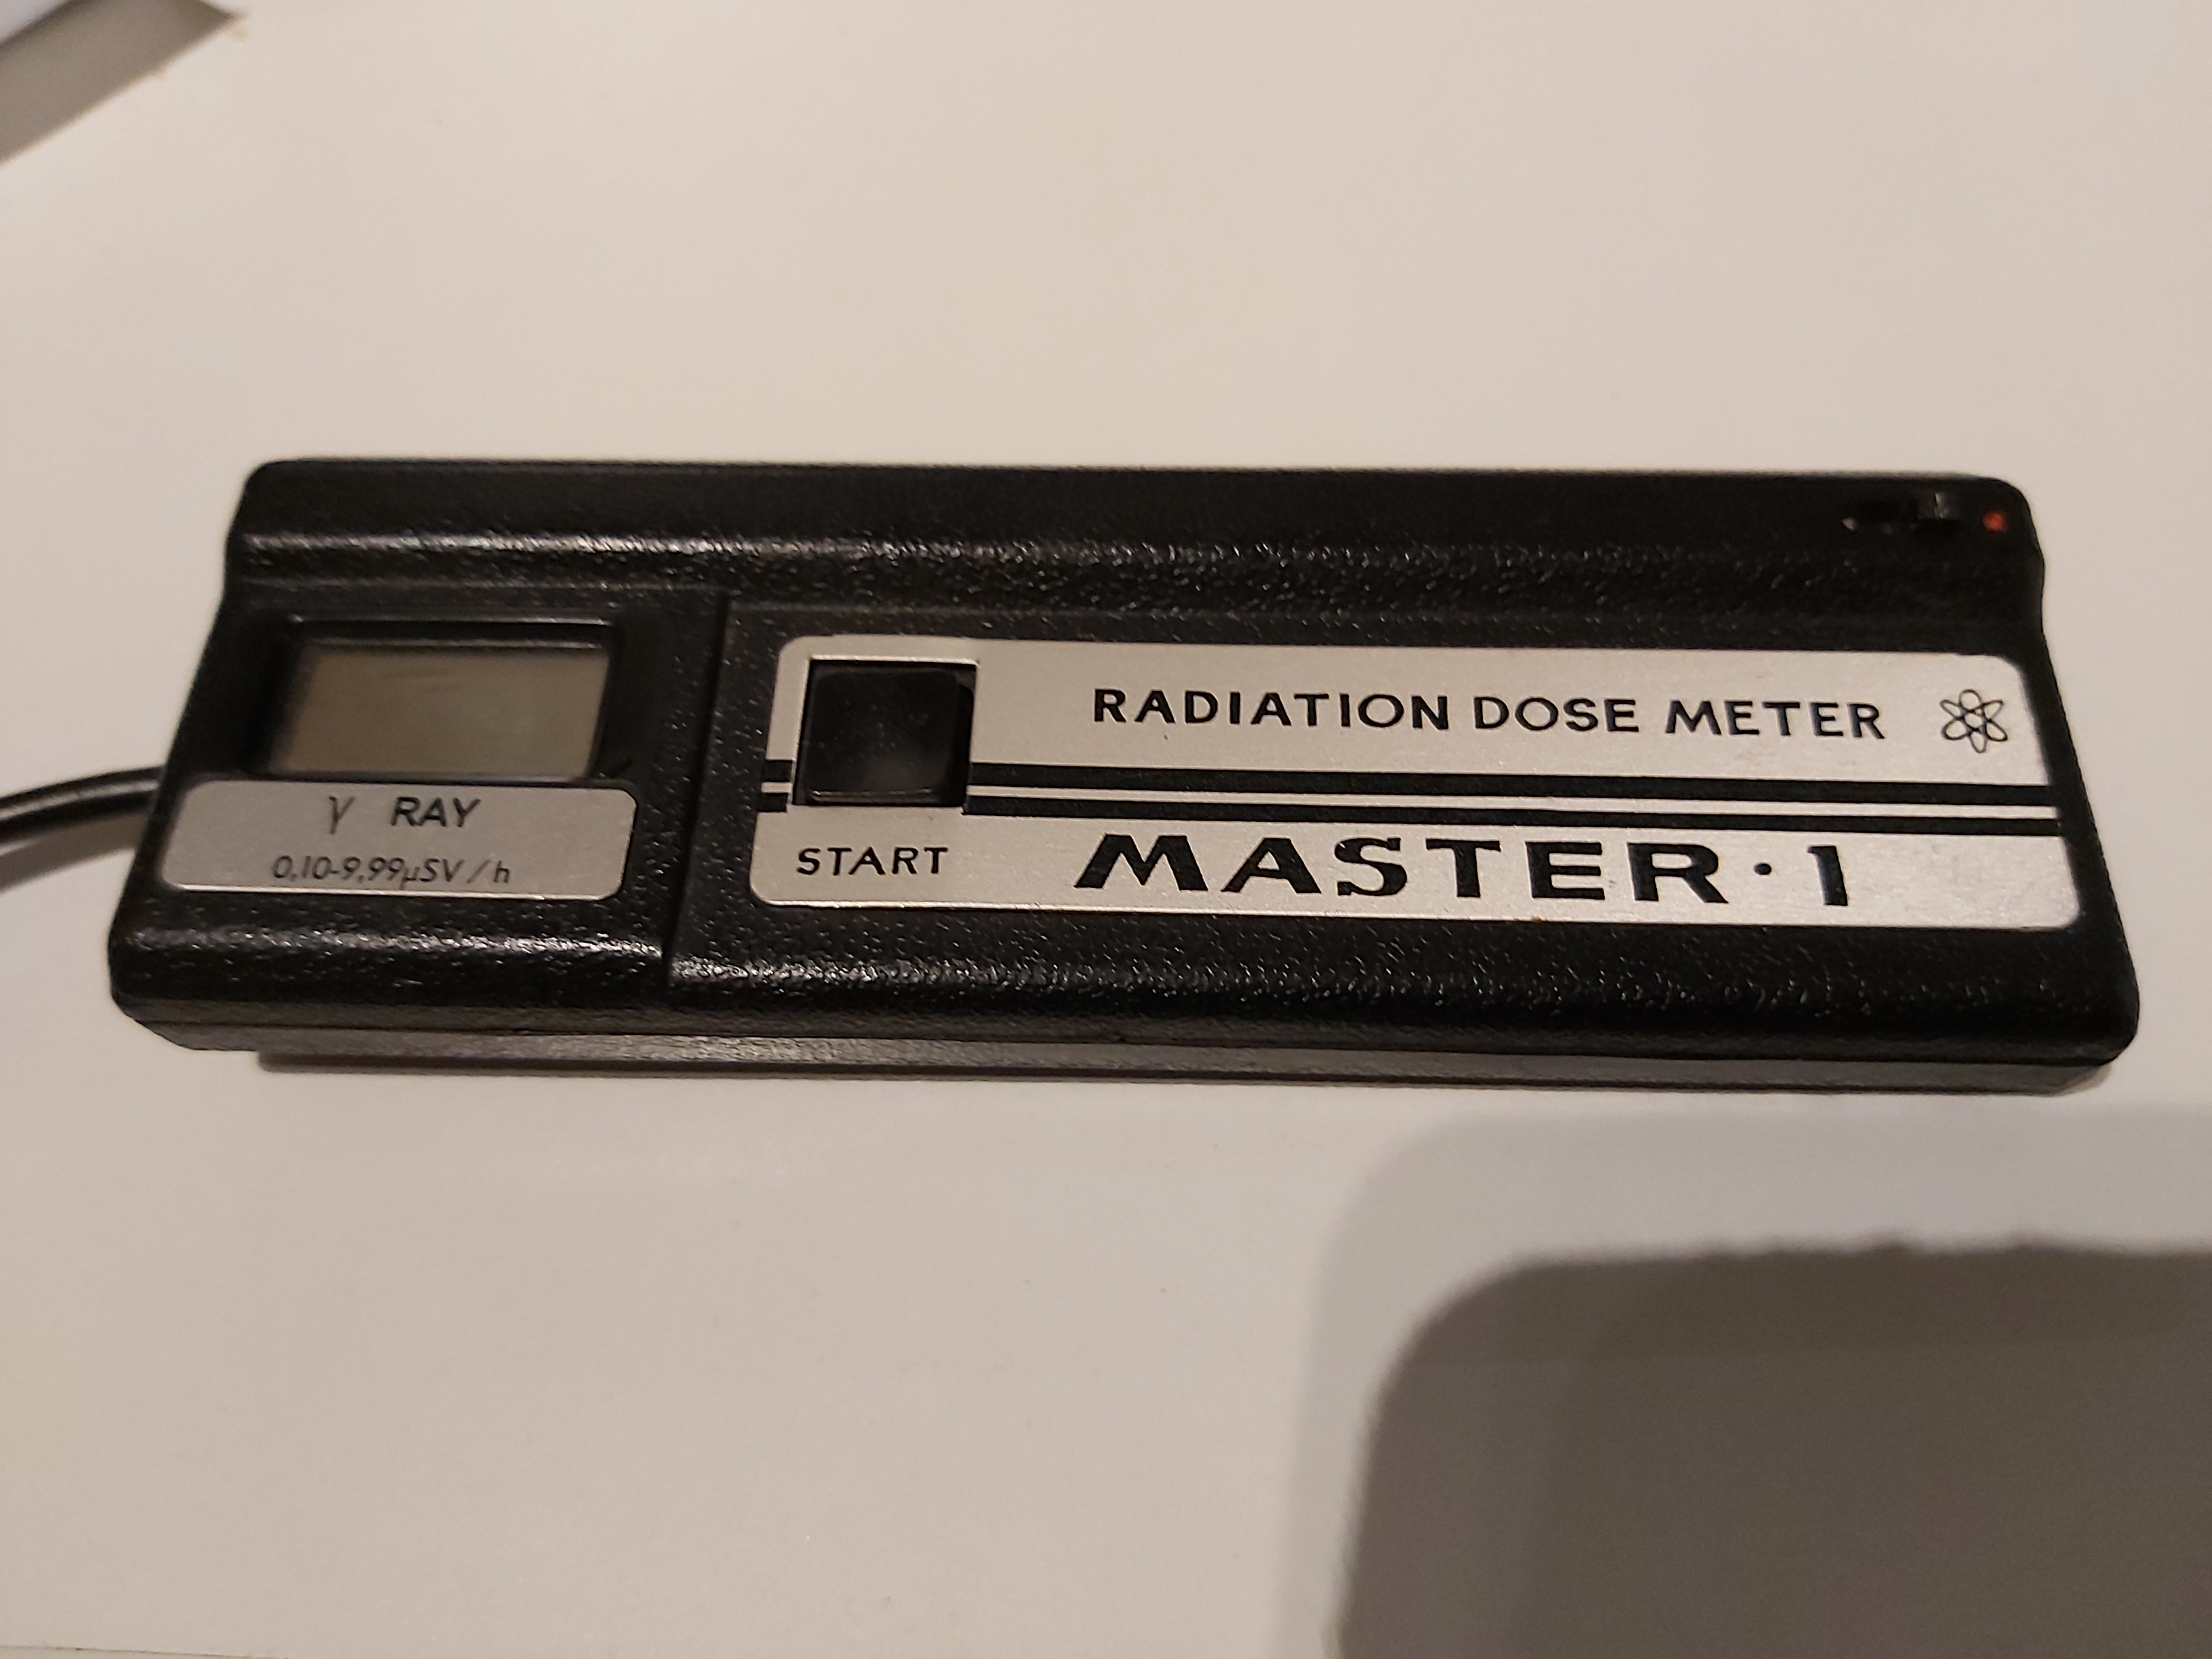 RADIATION DOSE METER
γ RAY
0,10-9,99µSV/h
START
MASTER·1